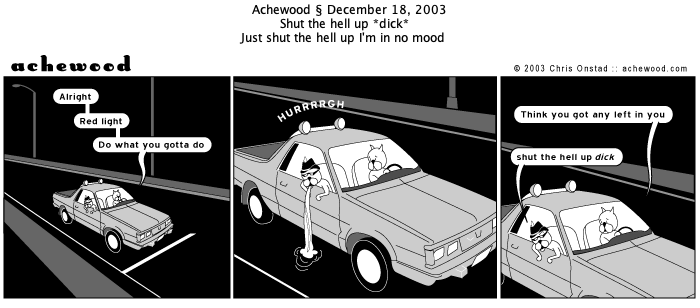 Achewood § December 18, 2003
Shut the hell up *dick*
Just shut the hell up I'm in no mood
achewood
© 2003 Chris Onstad :: achewood.com
Alright
Red light
Do what you gotta do
HURRRRGH
Think you got any left in you
shut the hell up dick